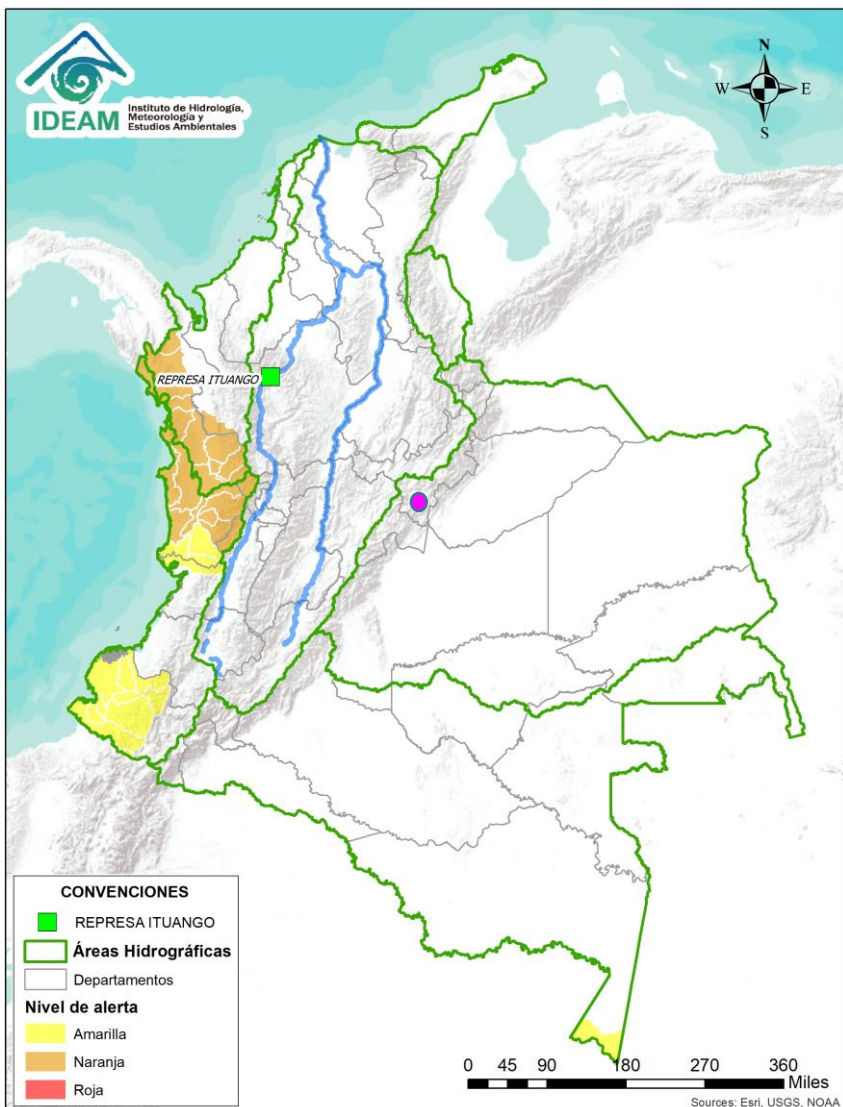 IDEAM
Instituto de Hidrología,
Meteorología y
Estudios Ambientales
N
W
E
S
REPRESA ITUANGO
CONVENCIONES
REPRESA ITUANGO
Áreas Hidrográficas
Departamentos
Nivel de alerta
Amarilla
Naranja
Roja
0 45 90 180 270 360
Miles
Sources: Esri, USGS, NOAA